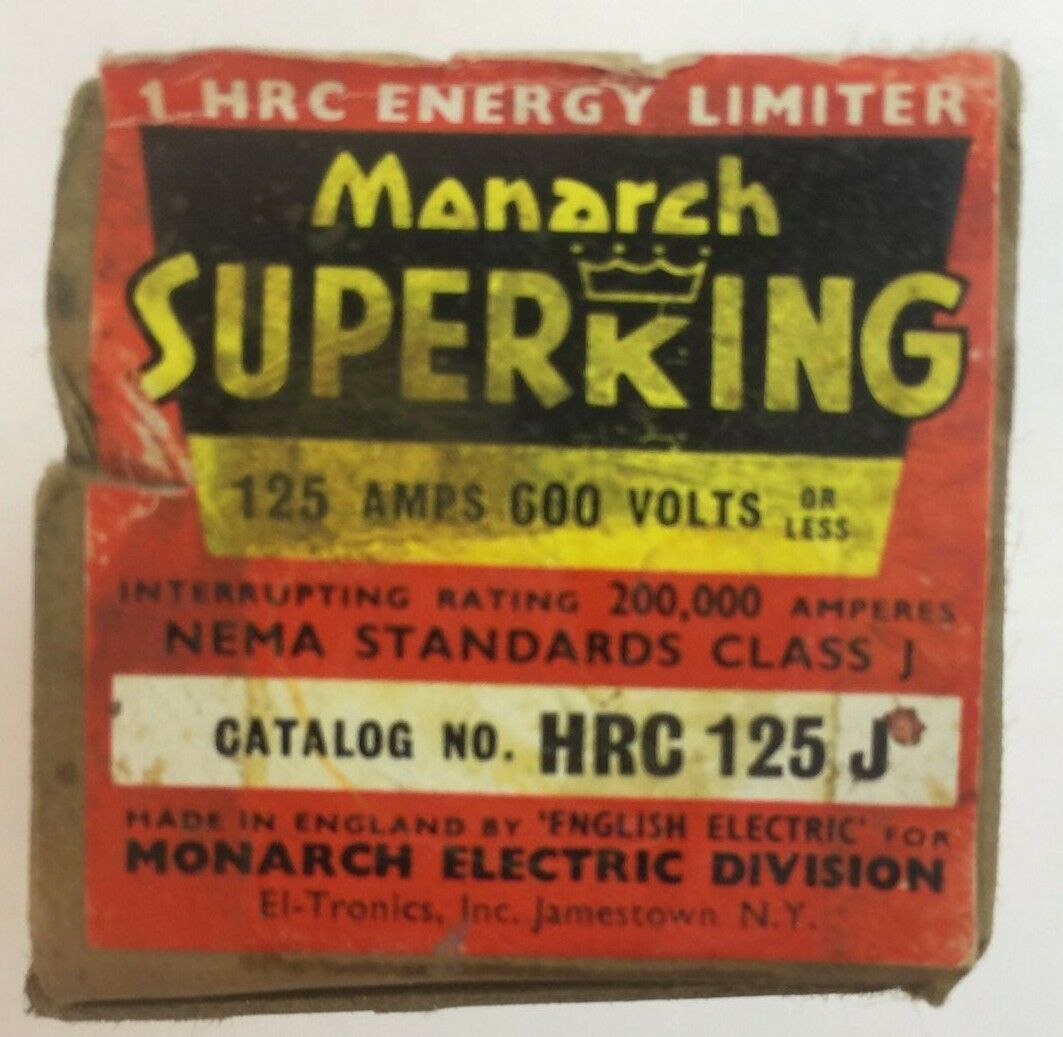 1 HRC ENERGY LIMITER
Monarch
SUPERKING
125 AMPS 600 VOLTS OR LESS
INTERRUPTING RATING 200,000 AMPERES
NEMA STANDARDS CLASS J
CATALOG NO. HRC 125 J
MADE IN ENGLAND BY 'ENGLISH ELECTRIC' FOR
MONARCH ELECTRIC DIVISION
El-Tronics, Inc. Jamestown N.Y.